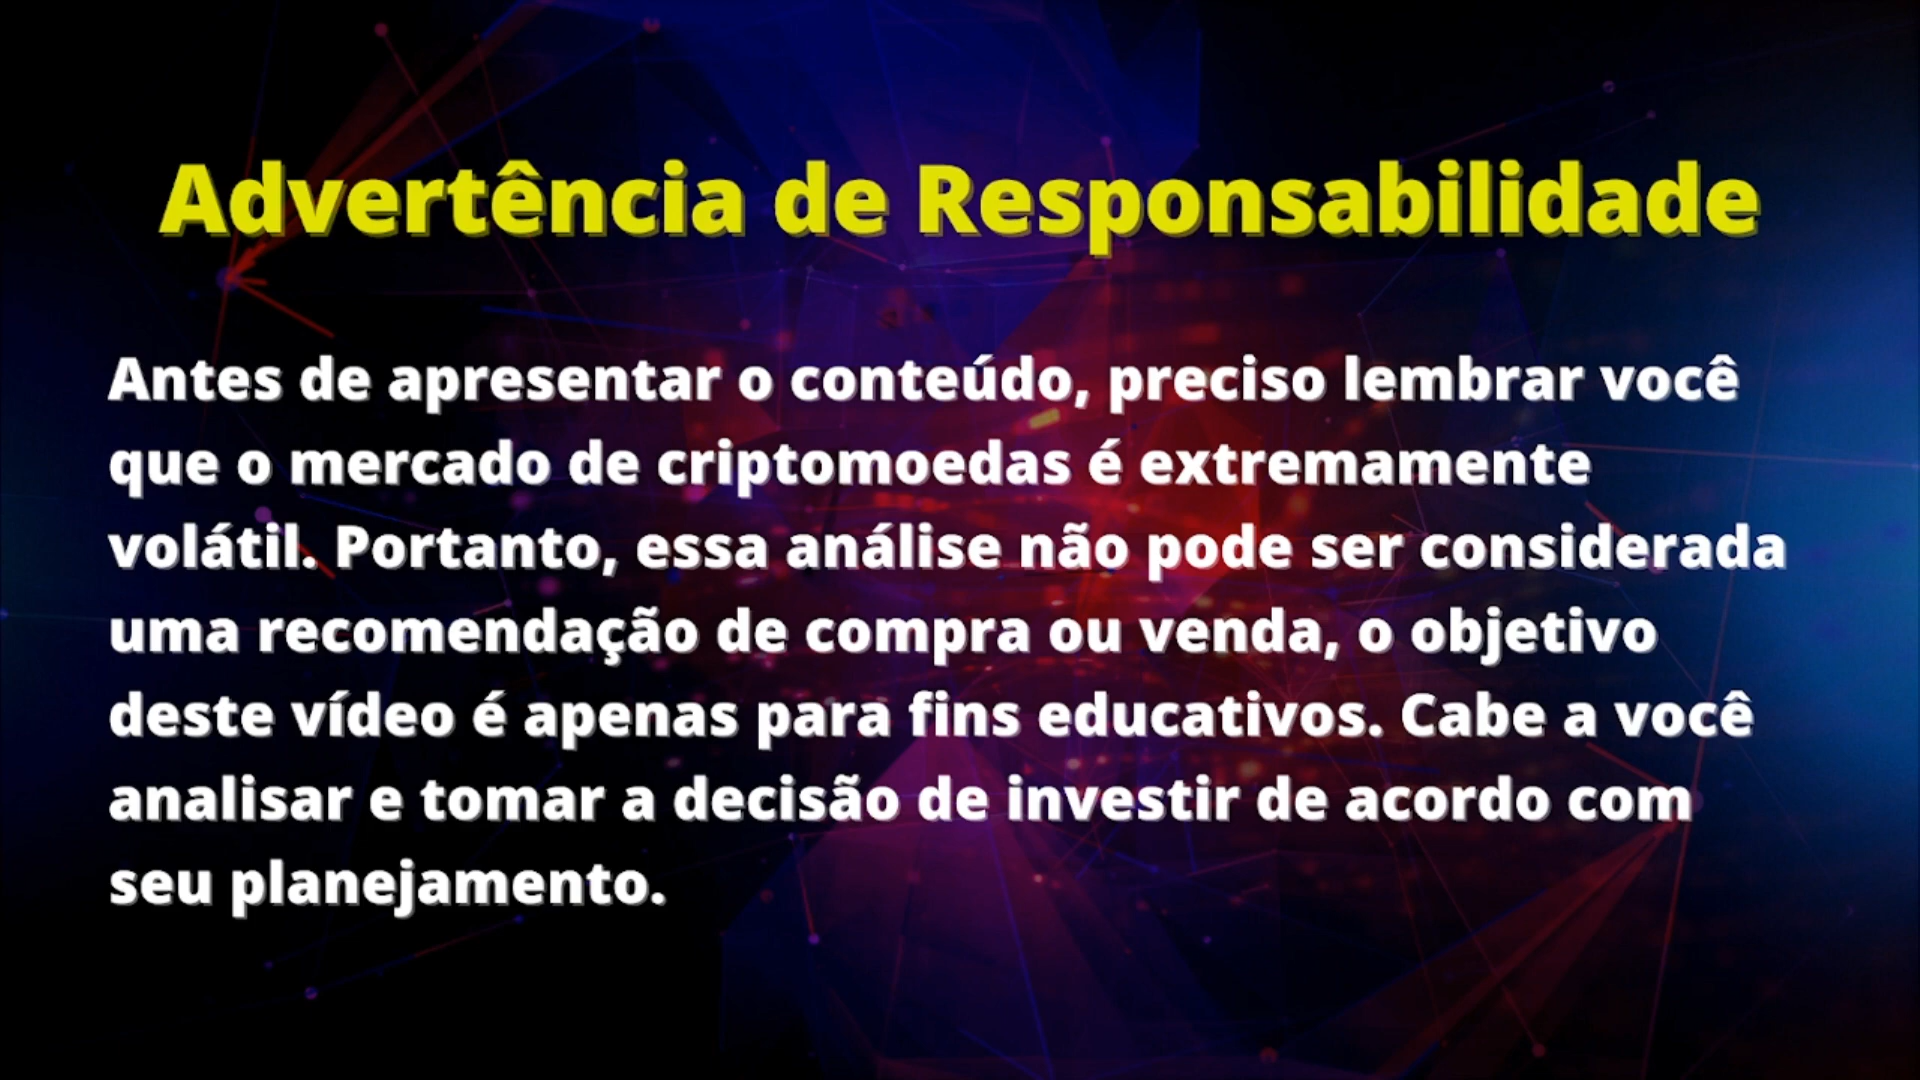 Advertência de Responsabilidade
Antes de apresentar o conteúdo, preciso lembrar você
que o mercado de criptomoedas é extremamente
volátil. Portanto, essa análise não pode ser considerada
uma recomendação de compra ou venda, o objetivo
deste vídeo é apenas para fins educativos. Cabe a você
analisar e tomar a decisão de investir de acordo com
seu planejamento.